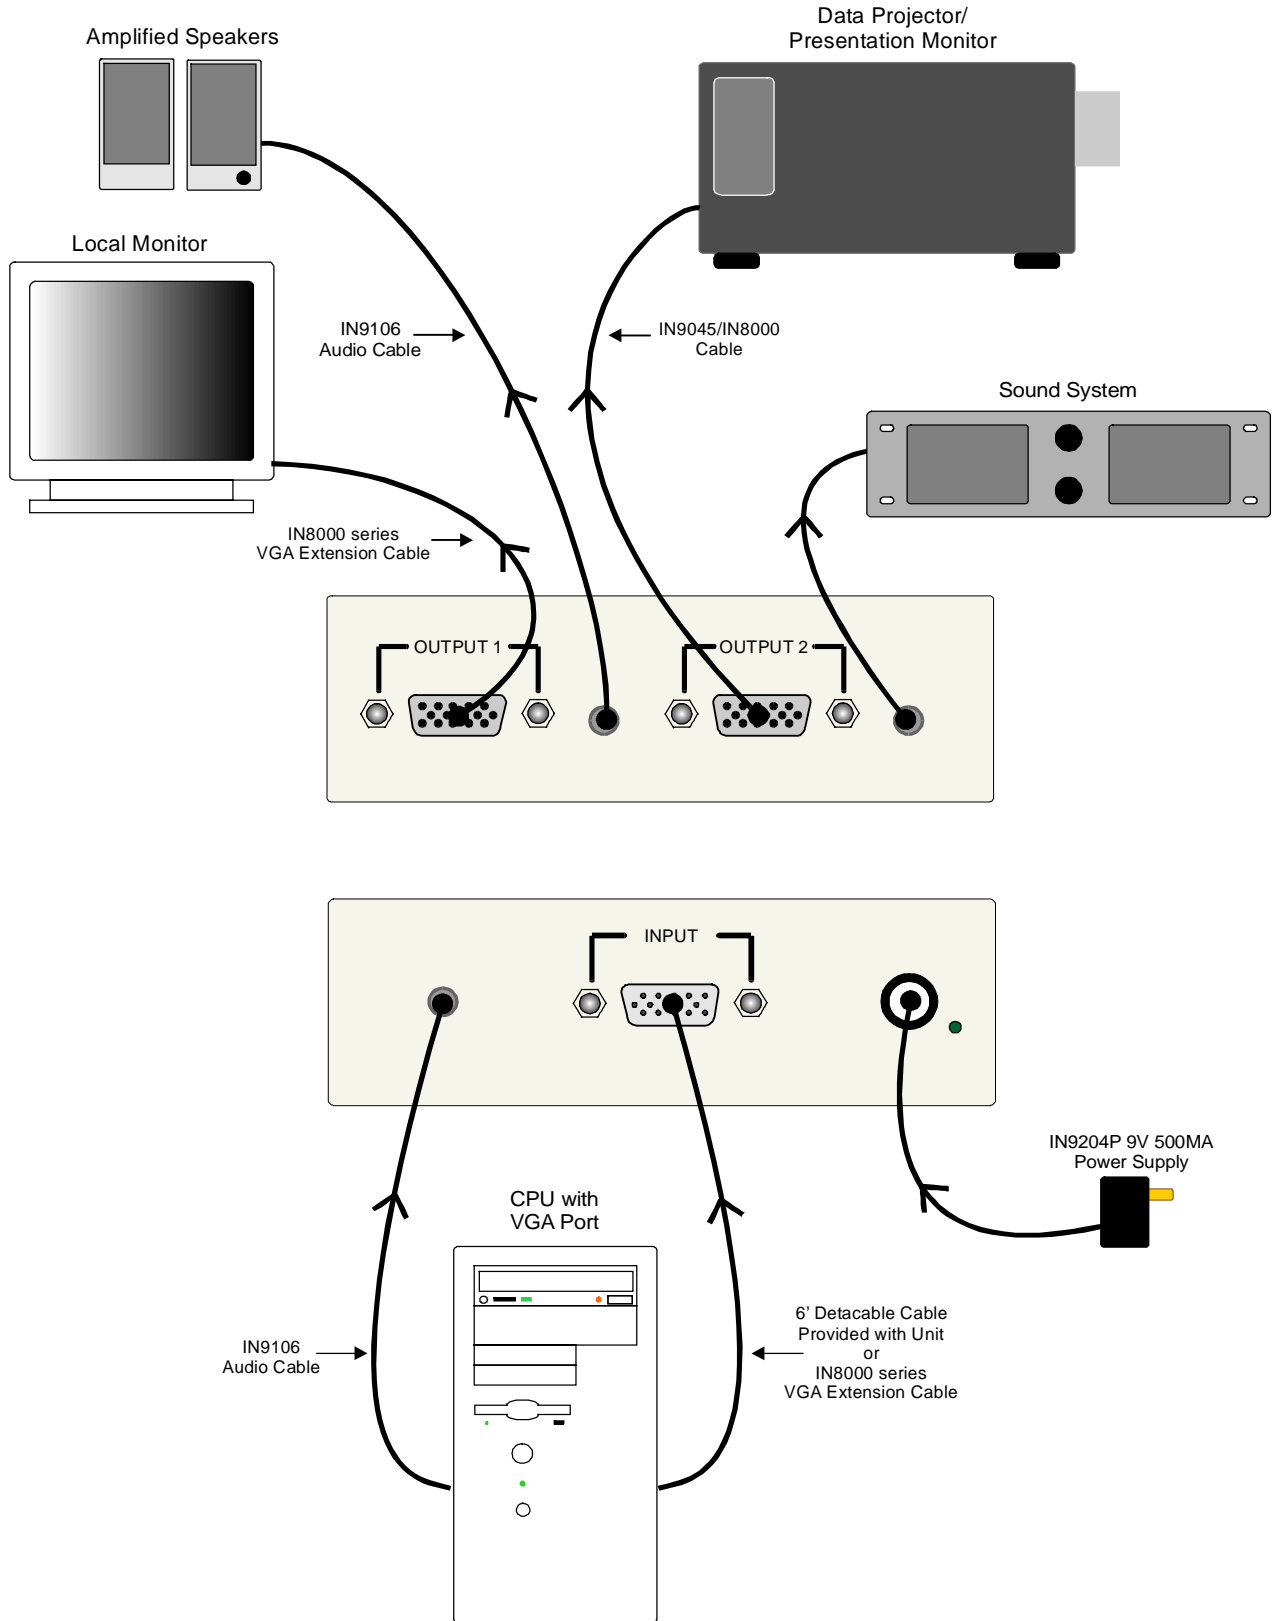 Data Projector/
Presentation Monitor
Amplified Speakers
Local Monitor
IN9106
Audio Cable
IN9045/IN8000
Cable
Sound System
IN8000 series
VGA Extension Cable
OUTPUT 1
OUTPUT 2
INPUT
IN9204P 9V 500MA
Power Supply
CPU with
VGA Port
IN9106
Audio Cable
6’ Detacable Cable
Provided with Unit
or
IN8000 series
VGA Extension Cable